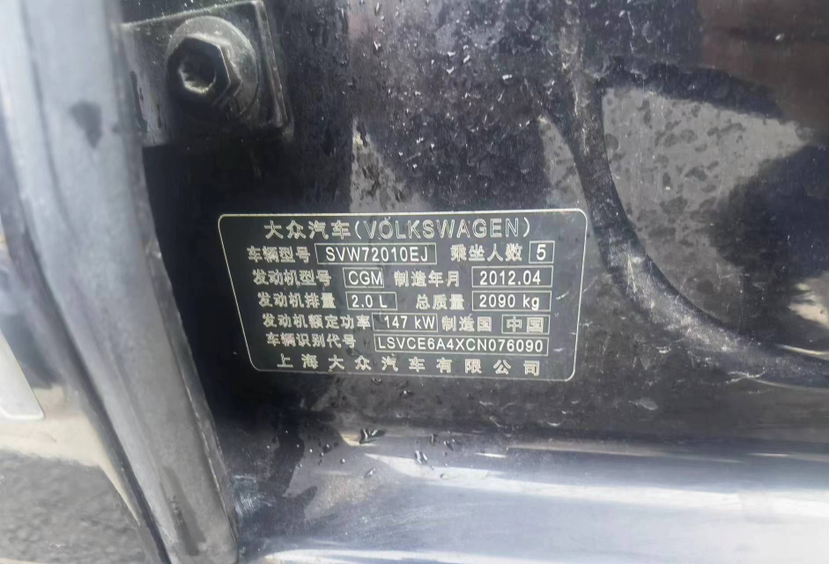 大众汽车(VOLKSWAGEN)
车辆型号 SVW72010EJ 乘坐人数 5
发动机型号 CGM 制造年月 2012.04
发动机排量 2.0 L 总质量 2090 kg
发动机额定功率 147 kW 制造国 中国
车辆识别代号 LSVCE6A4XCN076090
上海大众汽车有限公司